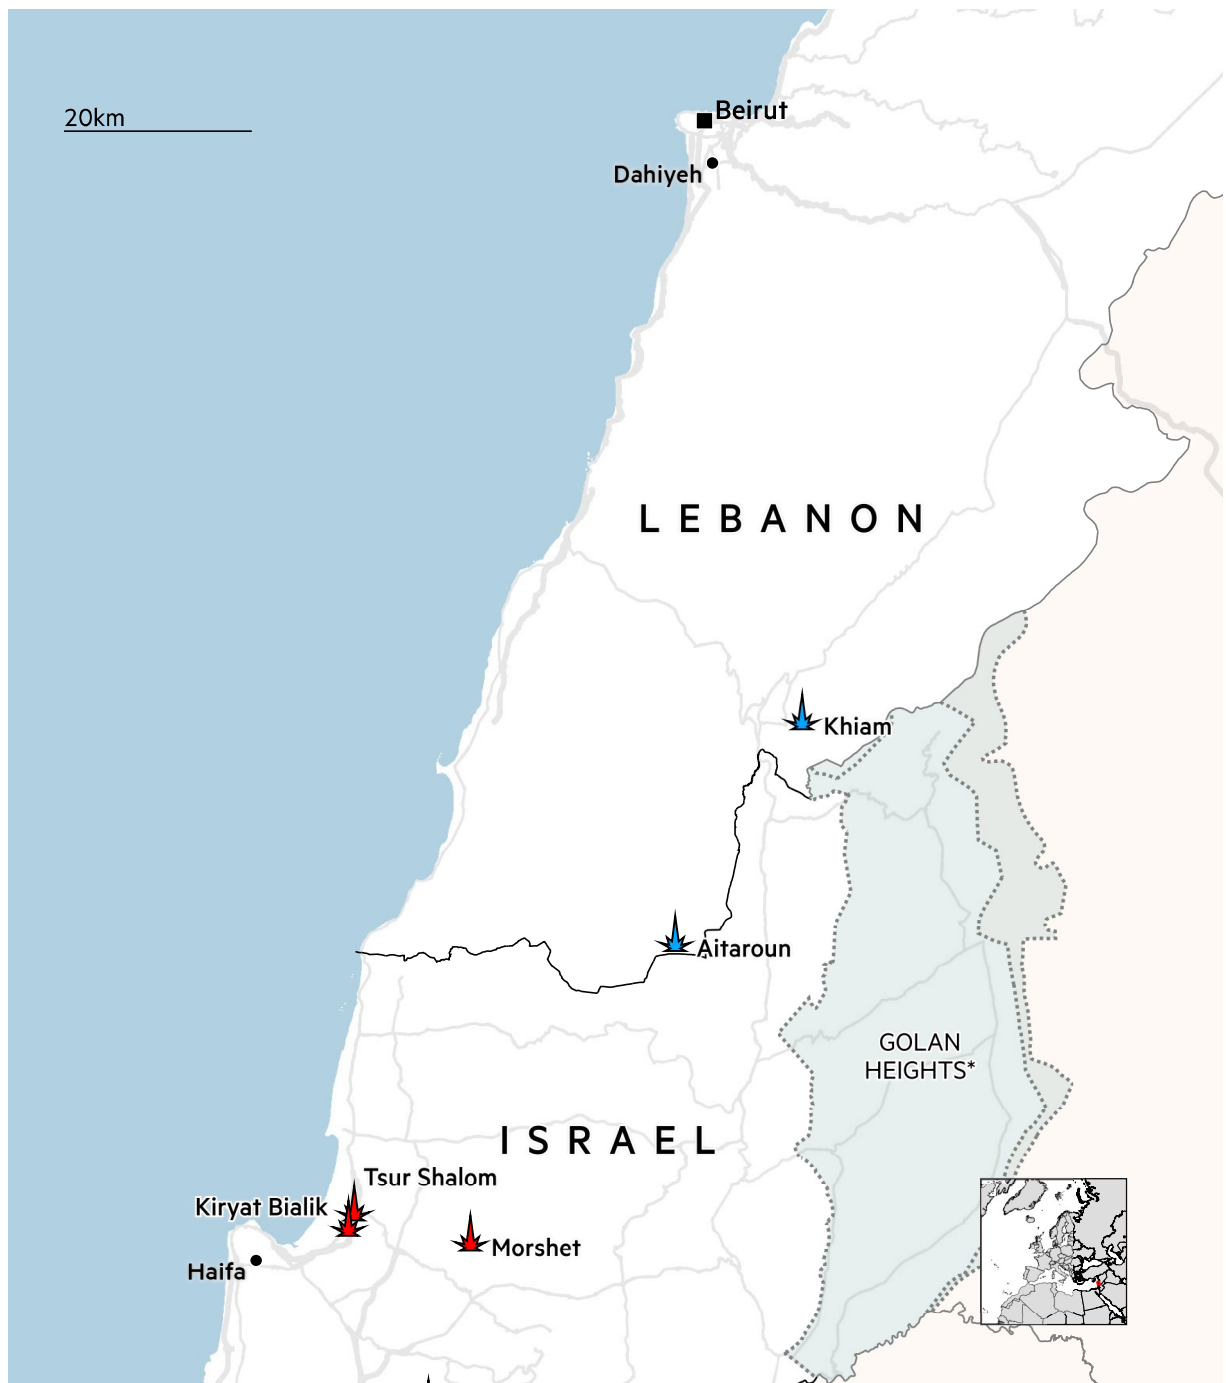 20km
Beirut
Dahiyeh
LEBANON
Khiam
Aitaroun
GOLAN
HEIGHTS*
ISRAEL
Tsur Shalom
Kiryat Bialik
Morshet
Haifa